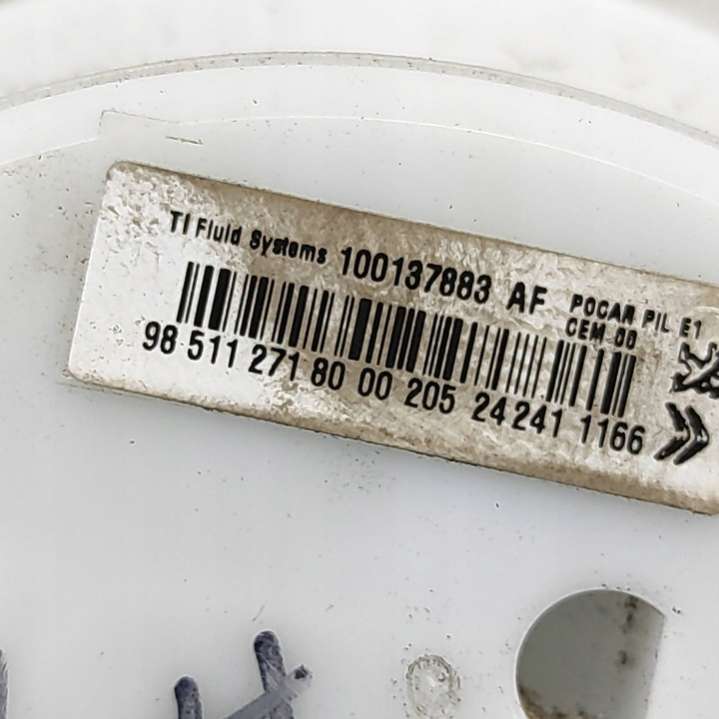 TI Fluid Systems 100137883 AF POCAR PIL E1
CEM 00
98 511 271 80 00 205 24241 1166